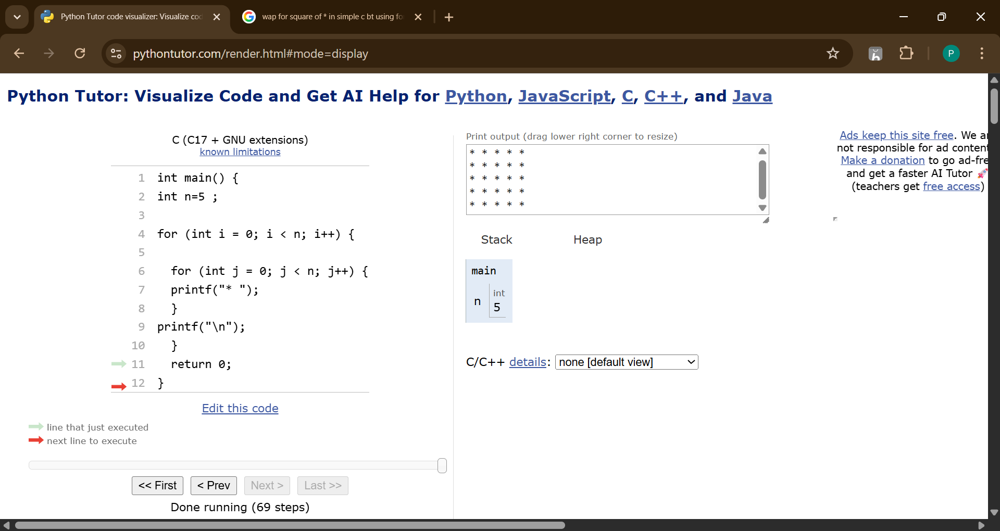 Python Tutor code visualizer: Visualize cod
wap for square of * in simple c bt using fo
pythontutor.com/render.html#mode=display
P
Python Tutor: Visualize Code and Get AI Help for Python, JavaScript, C, C++, and Java
C (C17 + GNU extensions)
known limitations
1 int main() {
2 int n=5 ;
3
4 for (int i = 0; i < n; i++) {
5
6 for (int j = 0; j < n; j++) {
7 printf("* ");
8 }
9 printf("\n");
10 }
11 return 0;
12 }
Edit this code
line that just executed
next line to execute
<< First < Prev Next > Last >>
Done running (69 steps)
Print output (drag lower right corner to resize)
* * * * *
* * * * *
* * * * *
* * * * *
* * * * *
Stack Heap
main
int
n 5
C/C++ details: none [default view]
Ads keep this site free. We ar
not responsible for ad content
Make a donation to go ad-fre
and get a faster AI Tutor 🚀
(teachers get free access)